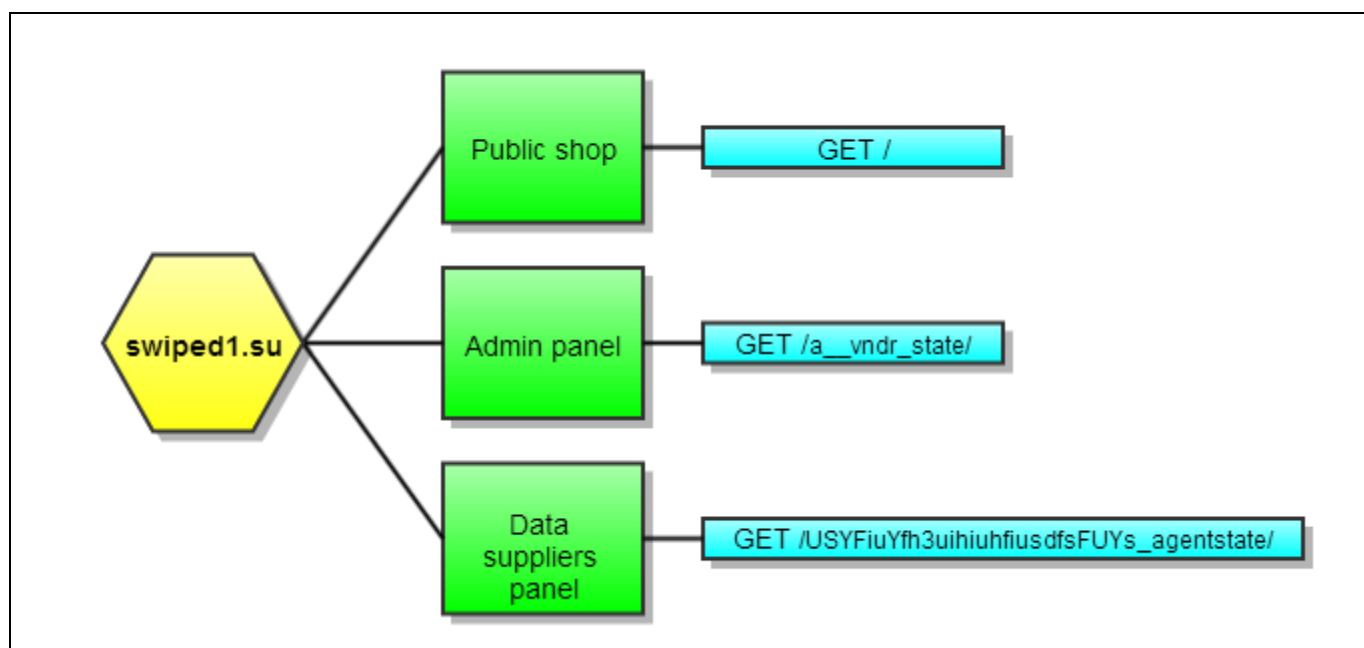 Public shop
GET /
swiped1.su
Admin panel
GET /a__vndr_state/
Data
suppliers
panel
GET /USYFiuYfh3uihiuhfiusdfsFUYs_agentstate/